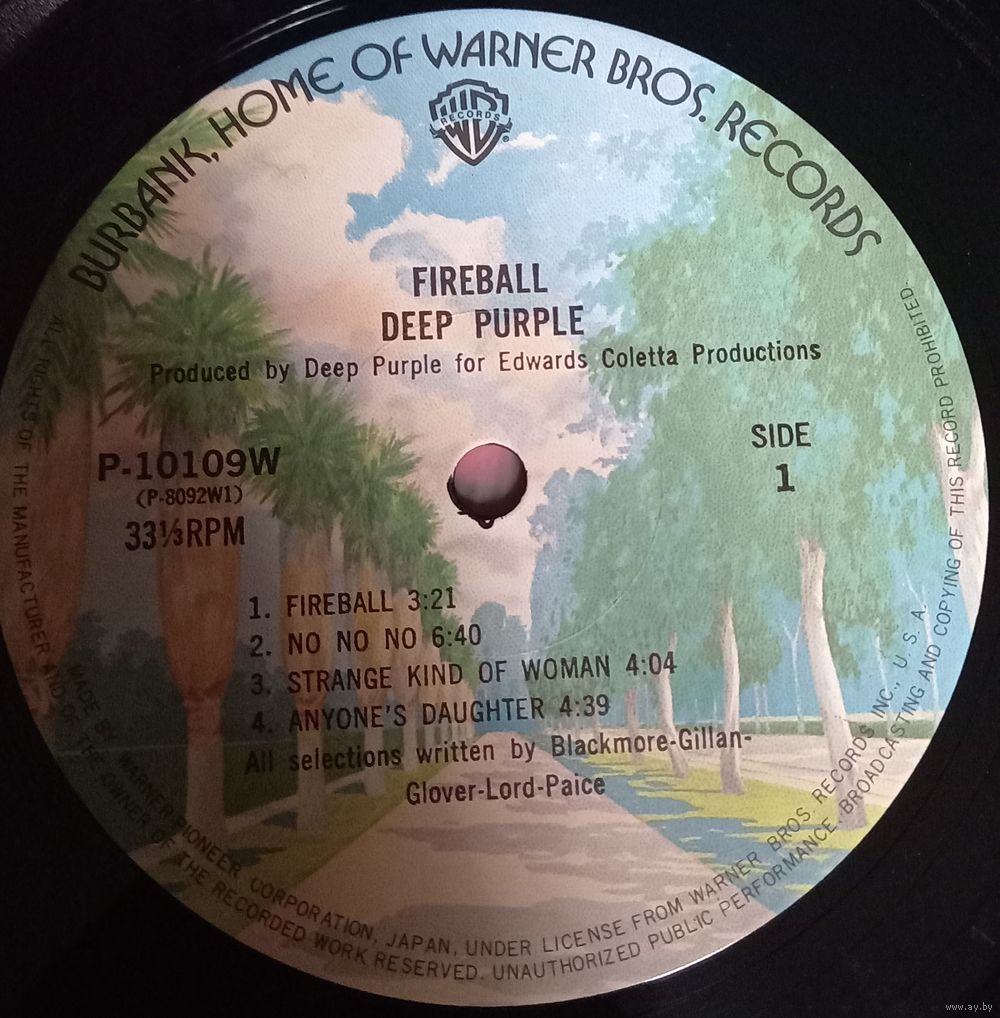 BURBANK, HOME OF WARNER BROS. RECORDS
WB
RECORDS
®
FIREBALL
DEEP PURPLE
Produced by Deep Purple for Edwards Coletta Productions
SIDE
1
P-10109W
(P-8092W1)
33⅓RPM
1. FIREBALL 3:21
2. NO NO NO 6:40
3. STRANGE KIND OF WOMAN 4:04
4. ANYONE'S DAUGHTER 4:39
All selections written by Blackmore-Gillan-
Glover-Lord-Paice
MADE BY WARNER-PIONEER CORPORATION, JAPAN, UNDER LICENSE FROM WARNER BROS. RECORDS INC., U. S. A.
ALL RIGHTS OF THE MANUFACTURER AND OF THE OWNER OF THE RECORDED WORK RESERVED. UNAUTHORIZED PUBLIC PERFORMANCE, BROADCASTING AND COPYING OF THIS RECORD PROHIBITED.
www.ay.by